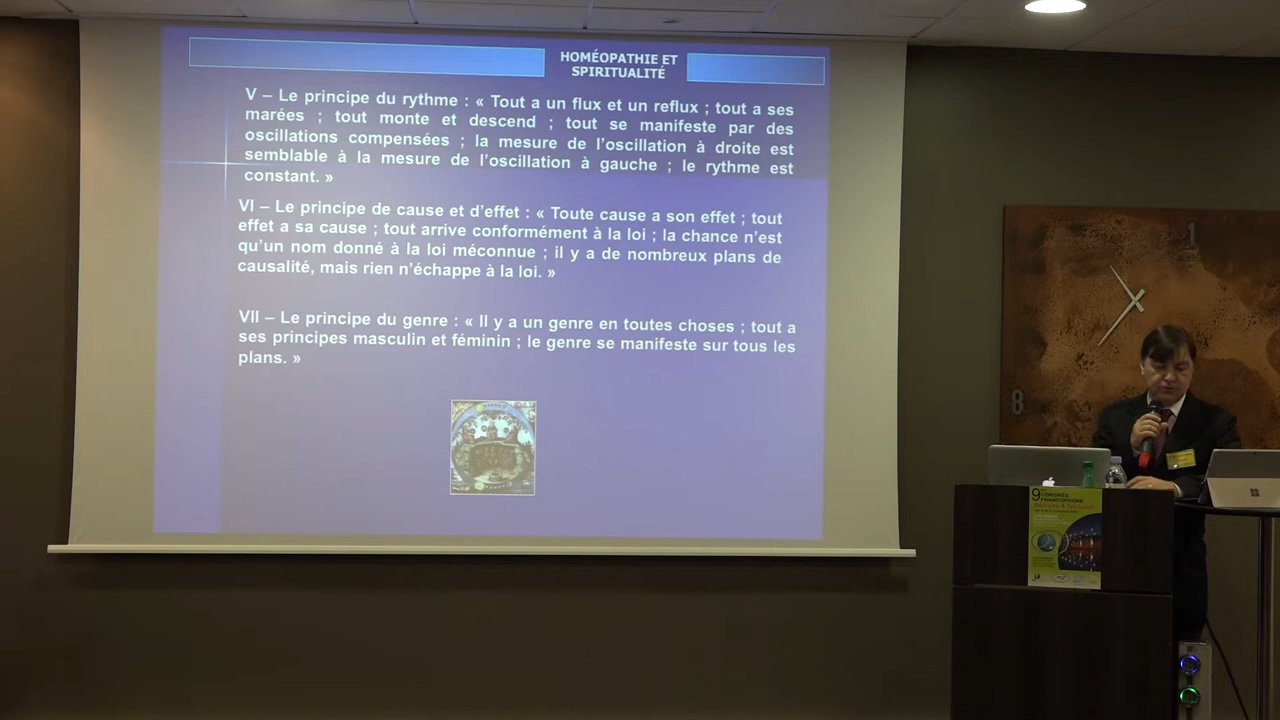 HOMÉOPATHIE ET
SPIRITUALITÉ
V – Le principe du rythme : « Tout a un flux et un reflux ; tout a ses
marées ; tout monte et descend ; tout se manifeste par des
oscillations compensées ; la mesure de l'oscillation à droite est
semblable à la mesure de l'oscillation à gauche ; le rythme est
constant. »
VI – Le principe de cause et d'effet : « Toute cause a son effet ; tout
effet a sa cause ; tout arrive conformément à la loi ; la chance n'est
qu'un nom donné à la loi méconnue ; il y a de nombreux plans de
causalité, mais rien n'échappe à la loi. »
VII – Le principe du genre : « Il y a un genre en toutes choses ; tout a
ses principes masculin et féminin ; le genre se manifeste sur tous les
plans. »
1
8
9
CONGRÈS
FRANCOPHONE